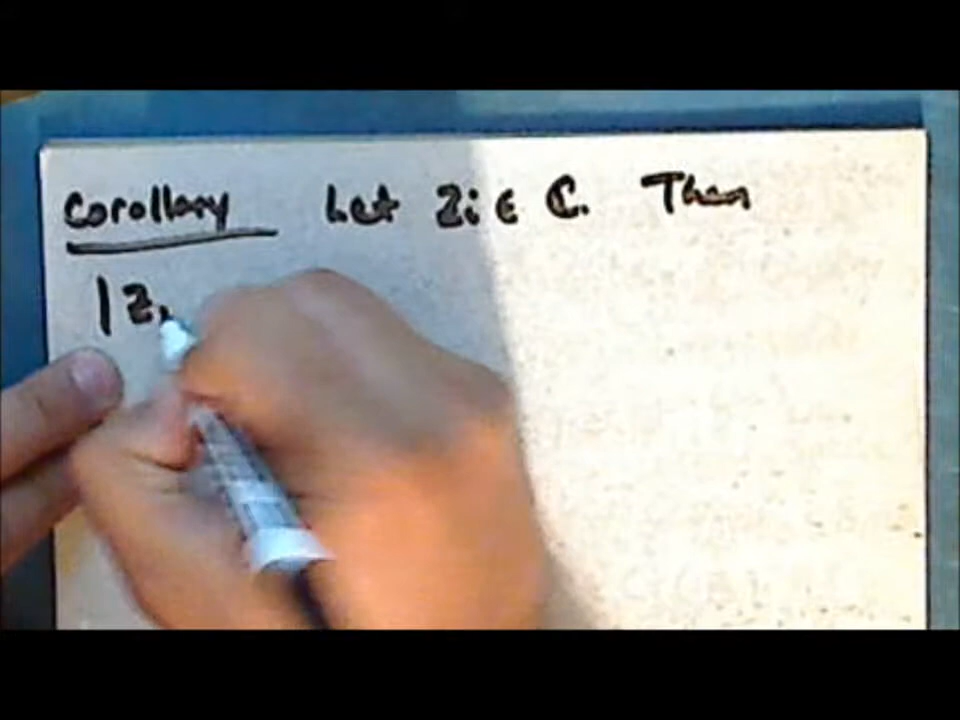 Corollary Let Zi ∈ ℂ. Then
|Z,